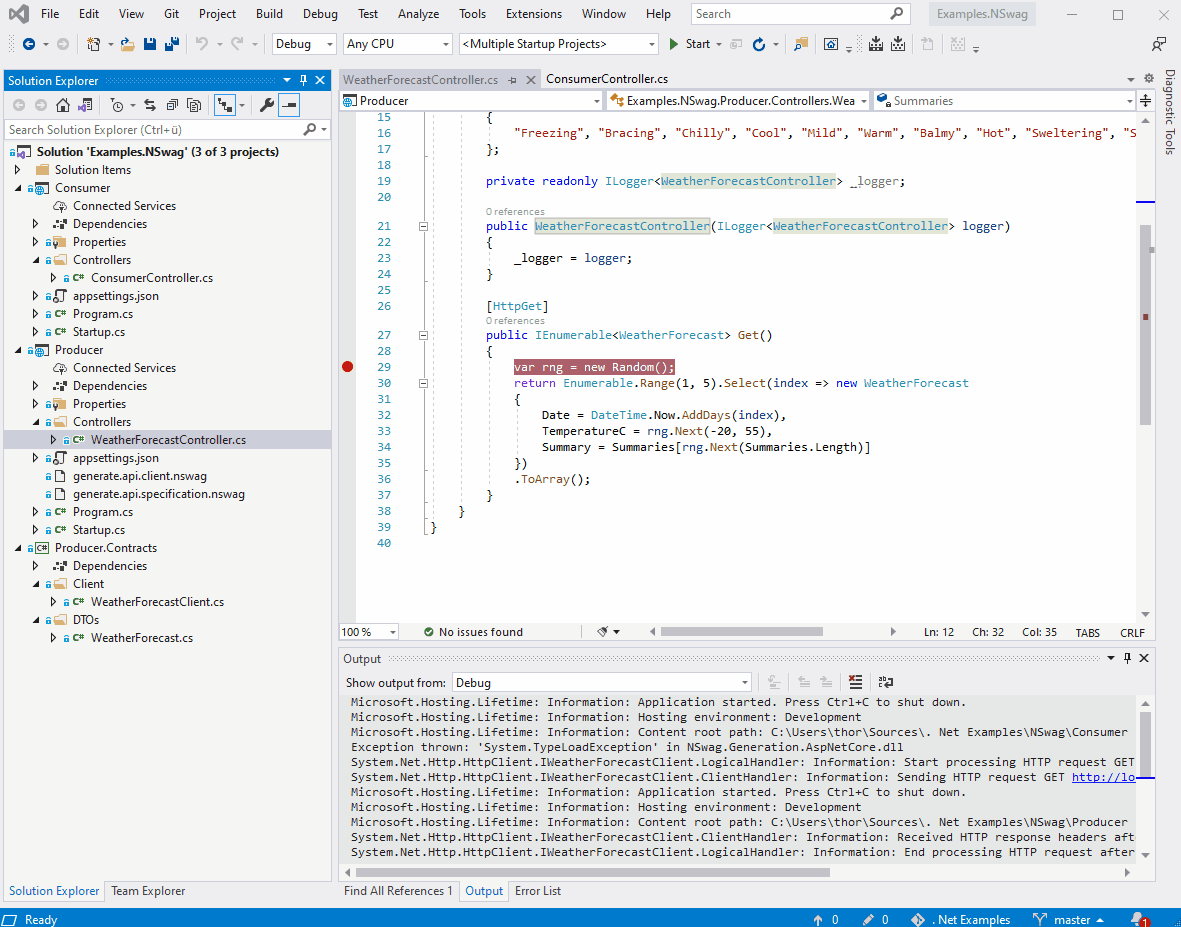 File Edit View Git Project Build Debug Test Analyze Tools Extensions Window Help Search Examples.NSwag
Debug Any CPU <Multiple Startup Projects> Start
Solution Explorer
Search Solution Explorer (Ctrl+ü)
Solution 'Examples.NSwag' (3 of 3 projects)
Solution Items
Consumer
Connected Services
Dependencies
Properties
Controllers
C# ConsumerController.cs
appsettings.json
C# Program.cs
C# Startup.cs
Producer
Connected Services
Dependencies
Properties
Controllers
C# WeatherForecastController.cs
appsettings.json
generate.api.client.nswag
generate.api.specification.nswag
C# Program.cs
C# Startup.cs
C# Producer.Contracts
Dependencies
Client
C# WeatherForecastClient.cs
DTOs
C# WeatherForecast.cs
Solution Explorer Team Explorer
WeatherForecastController.cs ConsumerController.cs
Producer Examples.NSwag.Producer.Controllers.Wea Summaries
15 {
16 "Freezing", "Bracing", "Chilly", "Cool", "Mild", "Warm", "Balmy", "Hot", "Sweltering", "S
17 };
18
19 private readonly ILogger<WeatherForecastController> _logger;
20
0 references
21 public WeatherForecastController(ILogger<WeatherForecastController> logger)
22 {
23 _logger = logger;
24 }
25
26 [HttpGet]
0 references
27 public IEnumerable<WeatherForecast> Get()
28 {
29 var rng = new Random();
30 return Enumerable.Range(1, 5).Select(index => new WeatherForecast
31 {
32 Date = DateTime.Now.AddDays(index),
33 TemperatureC = rng.Next(-20, 55),
34 Summary = Summaries[rng.Next(Summaries.Length)]
35 })
36 .ToArray();
37 }
38 }
39 }
40
100 % No issues found Ln: 12 Ch: 32 Col: 35 TABS CRLF
Output
Show output from: Debug
Microsoft.Hosting.Lifetime: Information: Application started. Press Ctrl+C to shut down.
Microsoft.Hosting.Lifetime: Information: Hosting environment: Development
Microsoft.Hosting.Lifetime: Information: Content root path: C:\Users\thor\Sources\. Net Examples\NSwag\Consumer
Exception thrown: 'System.TypeLoadException' in NSwag.Generation.AspNetCore.dll
System.Net.Http.HttpClient.IWeatherForecastClient.LogicalHandler: Information: Start processing HTTP request GET
System.Net.Http.HttpClient.IWeatherForecastClient.ClientHandler: Information: Sending HTTP request GET http://lo
Microsoft.Hosting.Lifetime: Information: Application started. Press Ctrl+C to shut down.
Microsoft.Hosting.Lifetime: Information: Hosting environment: Development
Microsoft.Hosting.Lifetime: Information: Content root path: C:\Users\thor\Sources\. Net Examples\NSwag\Producer
System.Net.Http.HttpClient.IWeatherForecastClient.ClientHandler: Information: Received HTTP response headers aft
System.Net.Http.HttpClient.IWeatherForecastClient.LogicalHandler: Information: End processing HTTP request after
Find All References 1 Output Error List
Diagnostic Tools
Ready 0 0 . Net Examples master 1